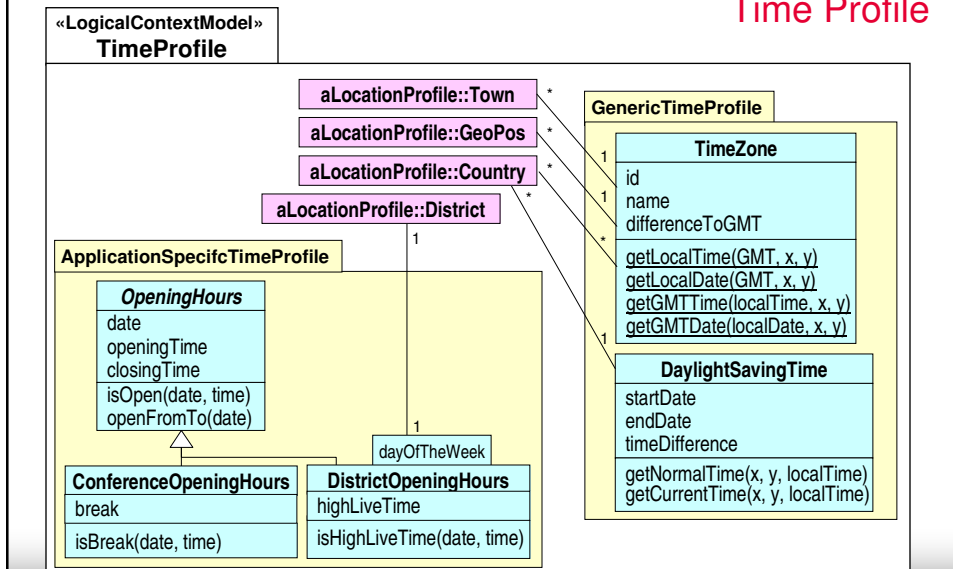 Time Profile
«LogicalContextModel»
TimeProfile
aLocationProfile::Town
*
aLocationProfile::GeoPos
*
aLocationProfile::Country
*
*
aLocationProfile::District
1
GenericTimeProfile
TimeZone
1
id
1
name
differenceToGMT
*
getLocalTime(GMT, x, y)
getLocalDate(GMT, x, y)
getGMTTime(localTime, x, y)
getGMTDate(localDate, x, y)
1
DaylightSavingTime
startDate
endDate
timeDifference
getNormalTime(x, y, localTime)
getCurrentTime(x, y, localTime)
ApplicationSpecifcTimeProfile
OpeningHours
date
openingTime
closingTime
isOpen(date, time)
openFromTo(date)
1
dayOfTheWeek
ConferenceOpeningHours
break
isBreak(date, time)
DistrictOpeningHours
highLiveTime
isHighLiveTime(date, time)